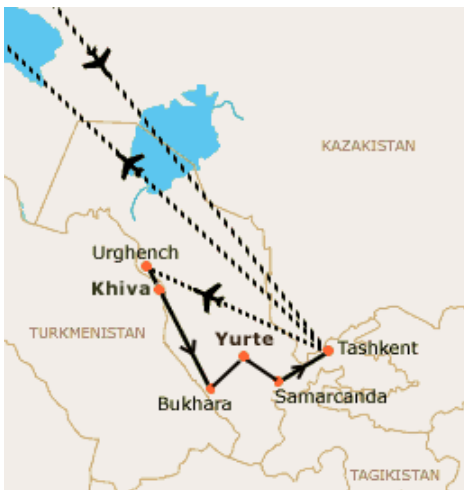 KAZAKISTAN
Urghench
Khiva
TURKMENISTAN
Yurte
Tashkent
Bukhara
Samarcanda
TAGIKISTAN